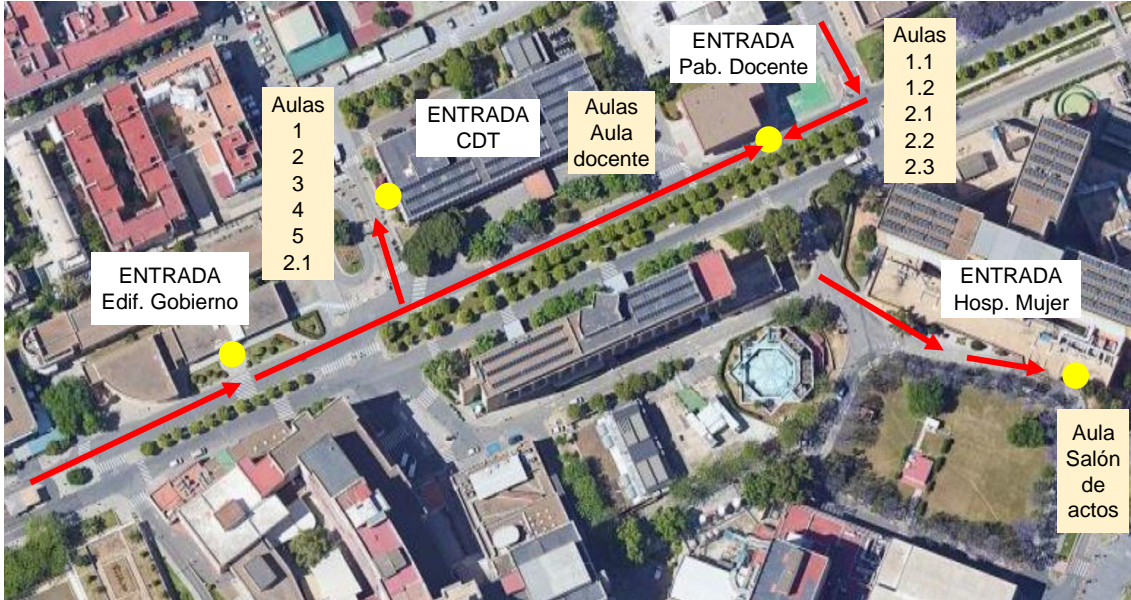 ENTRADA
Edif. Gobierno
Aulas
1
2
3
4
5
2.1
ENTRADA
CDT
Aulas
Aula
docente
ENTRADA
Pab. Docente
Aulas
1.1
1.2
2.1
2.2
2.3
ENTRADA
Hosp. Mujer
Aula
Salón
de
actos